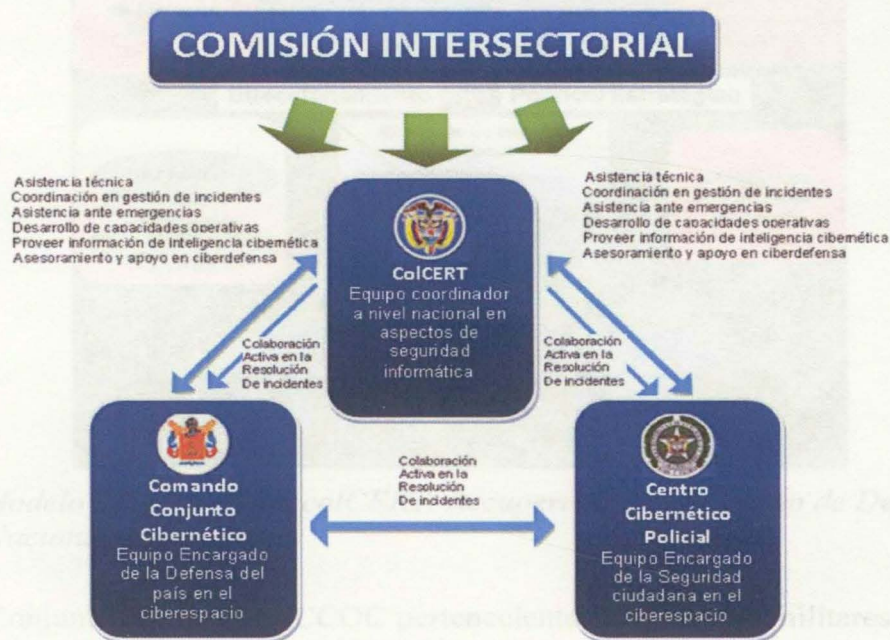 COMISIÓN INTERSECTORIAL
Asistencia técnica
Coordinación en gestión de incidentes
Asistencia ante emergencias
Desarrollo de capacidades operativas
Proveer información de inteligencia cibernética
Asesoramiento y apoyo en ciberdefensa
Asistencia técnica
Coordinación en gestión de incidentes
Asistencia ante emergencias
Desarrollo de capacidades operativas
Proveer información de inteligencia cibernética
Asesoramiento y apoyo en ciberdefensa
ColCERT
Equipo coordinador
a nivel nacional en
aspectos de
seguridad
informática
Colaboración
Activa en la
Resolución
De incidentes
Colaboración
Activa en la
Resolución
De incidentes
Comando
Conjunto
Cibernético
Equipo Encargado
de la Defensa del
país en el
ciberespacio
Colaboración
Activa en la
Resolución
De incidentes
Centro
Cibernético
Policial
Equipo Encargado
de la Seguridad
ciudadana en el
ciberespacio